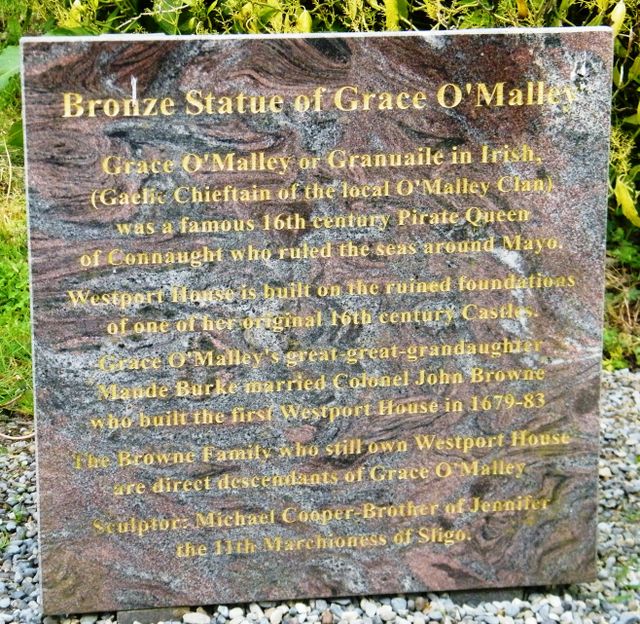 Bronze Statue of Grace O'Malley
Grace O'Malley or Granuaile in Irish,
(Gaelic Chieftain of the local O'Malley Clan)
was a famous 16th century Pirate Queen
of Connaught who ruled the seas around Mayo.
Westport House is built on the ruined foundations
of one of her original 16th century Castles.
Grace O'Malley's great-great-grandaughter
Maude Burke married Colonel John Browne
who built the first Westport House in 1679-83
The Browne Family who still own Westport House
are direct descendants of Grace O'Malley
Sculptor: Michael Cooper-Brother of Jennifer
the 11th Marchioness of Sligo.